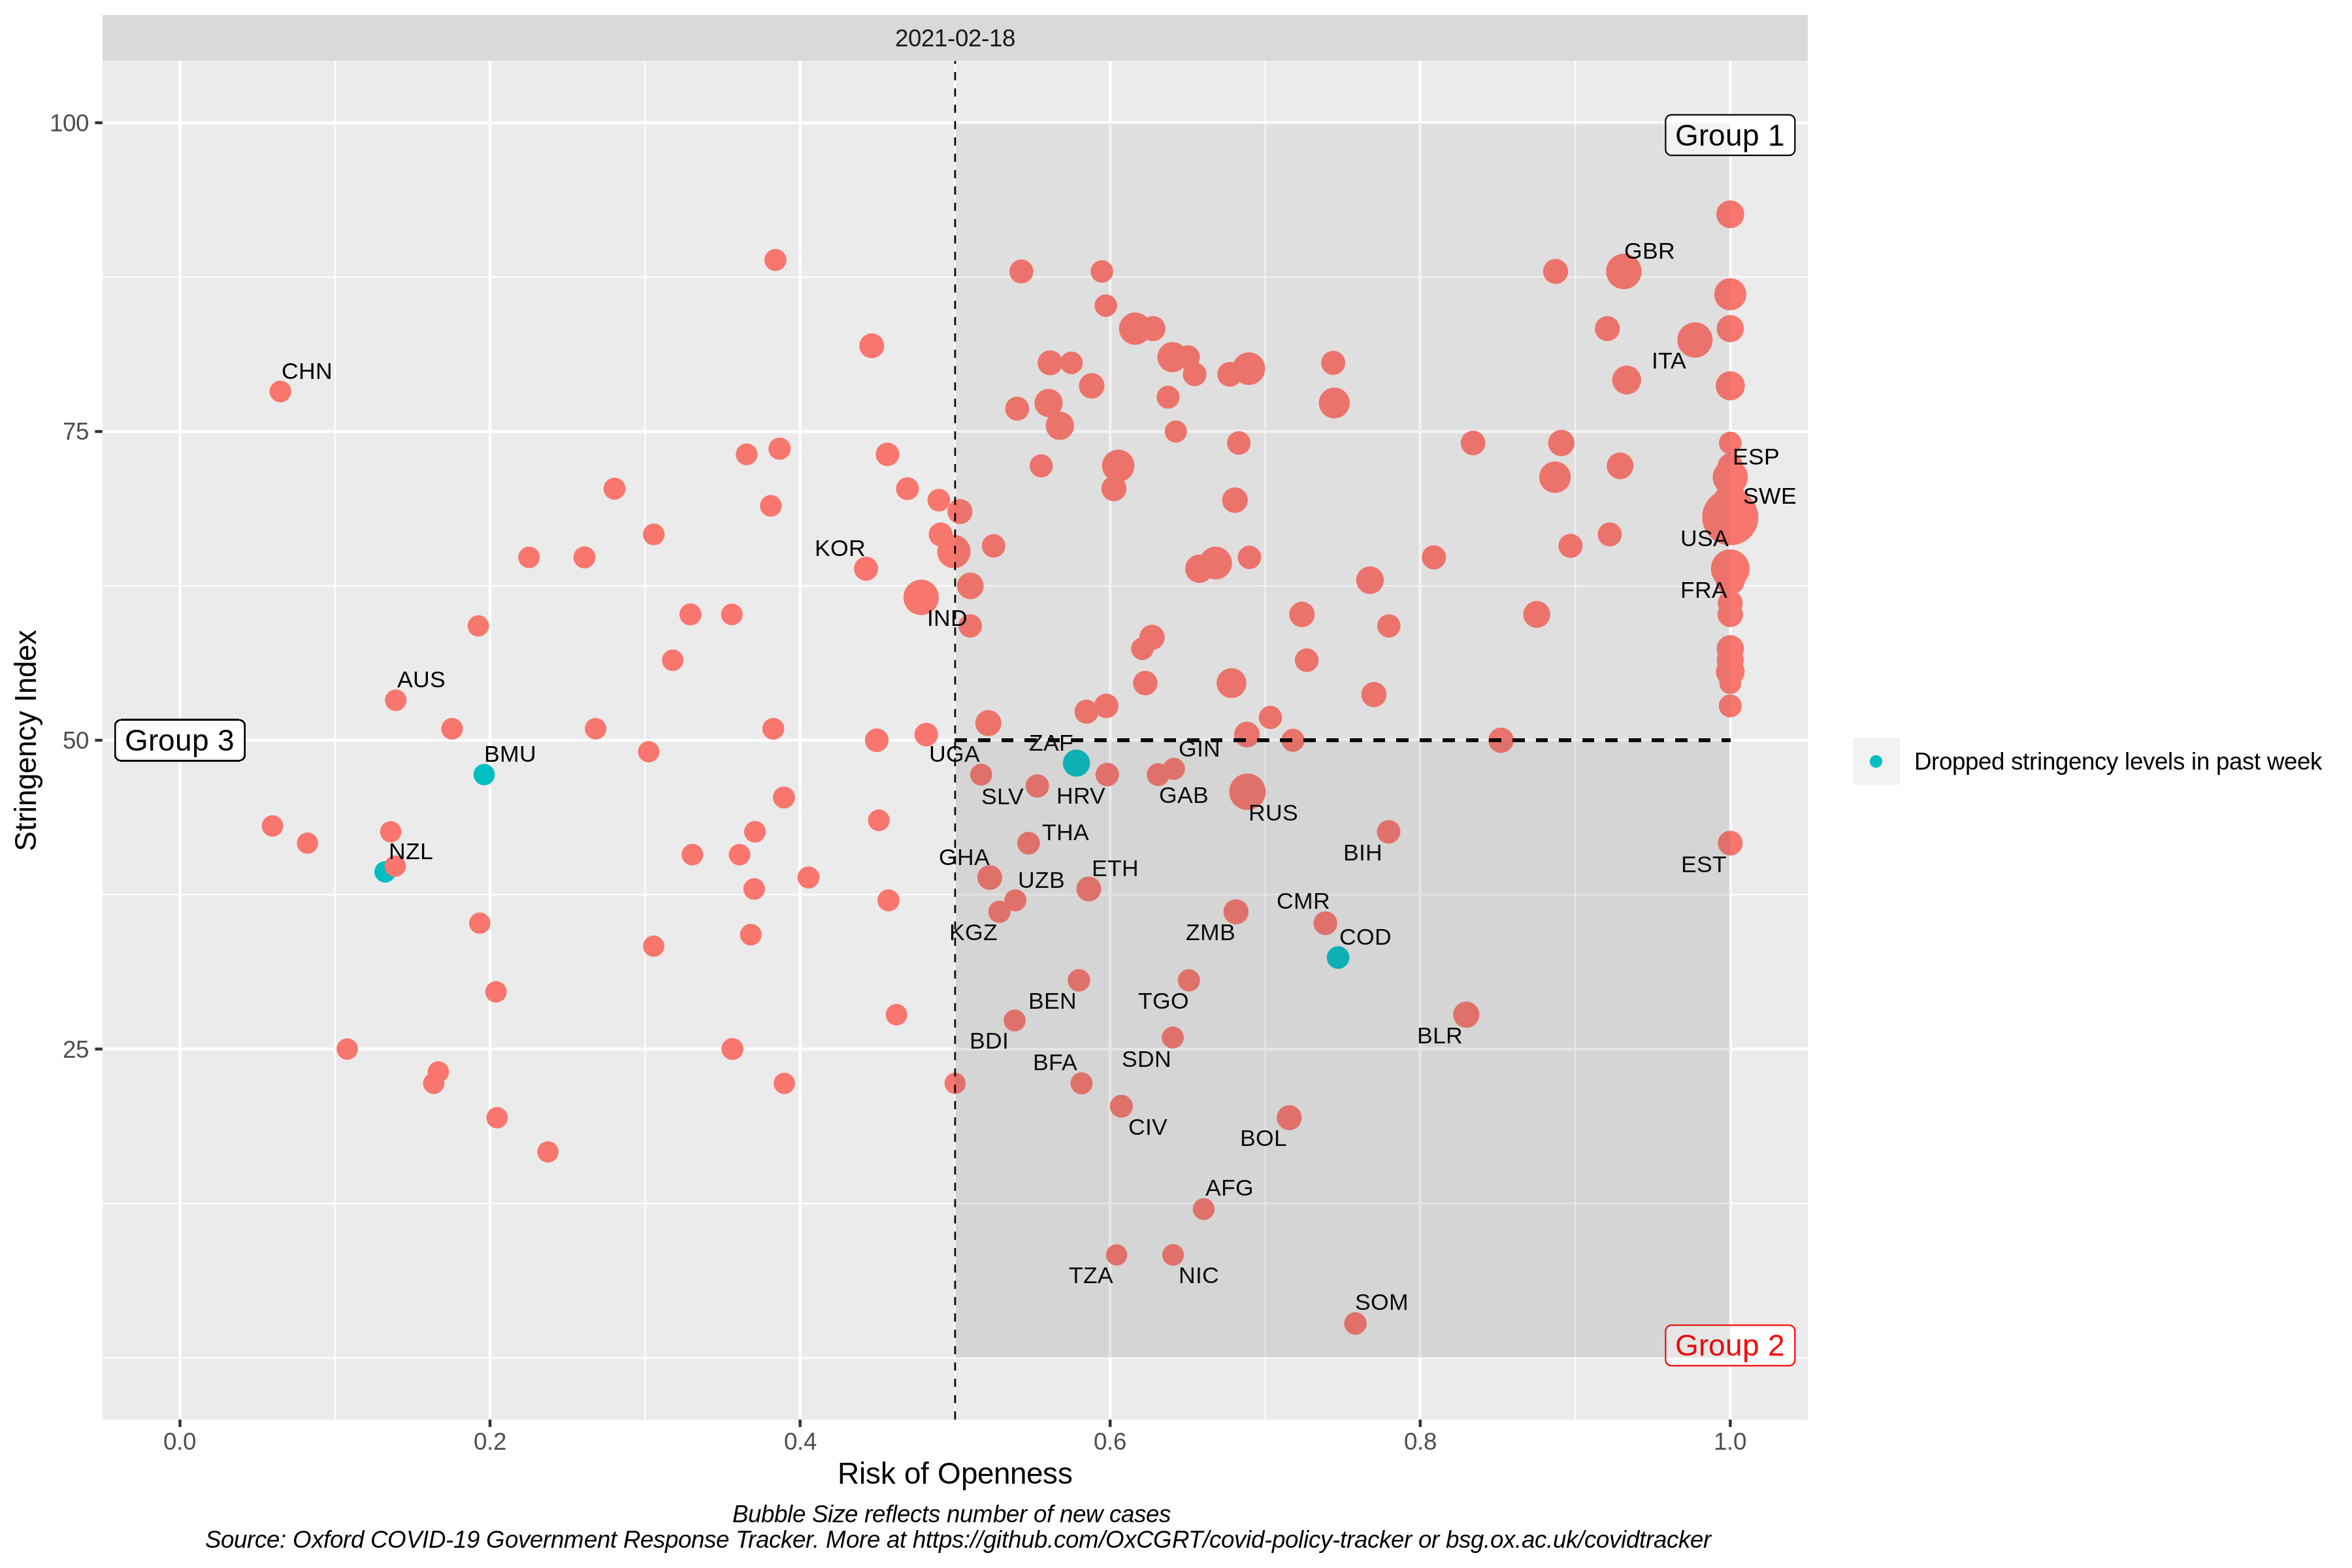 2021-02-18
100
Group 1
GBR
ITA
CHN
75
ESP
SWE
KOR
USA
FRA
IND
AUS
Stringency Index
Group 3
50
BMU
UGA
ZAF
GIN
Dropped stringency levels in past week
SLV
HRV
GAB
RUS
THA
NZL
GHA
BIH
EST
ETH
UZB
CMR
KGZ
ZMB
COD
BEN
TGO
BDI
BLR
25
BFA
SDN
CIV
BOL
AFG
TZA
NIC
SOM
Group 2
0.0
0.2
0.4
0.6
0.8
1.0
Risk of Openness
Bubble Size reflects number of new cases
Source: Oxford COVID-19 Government Response Tracker. More at https://github.com/OxCGRT/covid-policy-tracker or bsg.ox.ac.uk/covidtracker